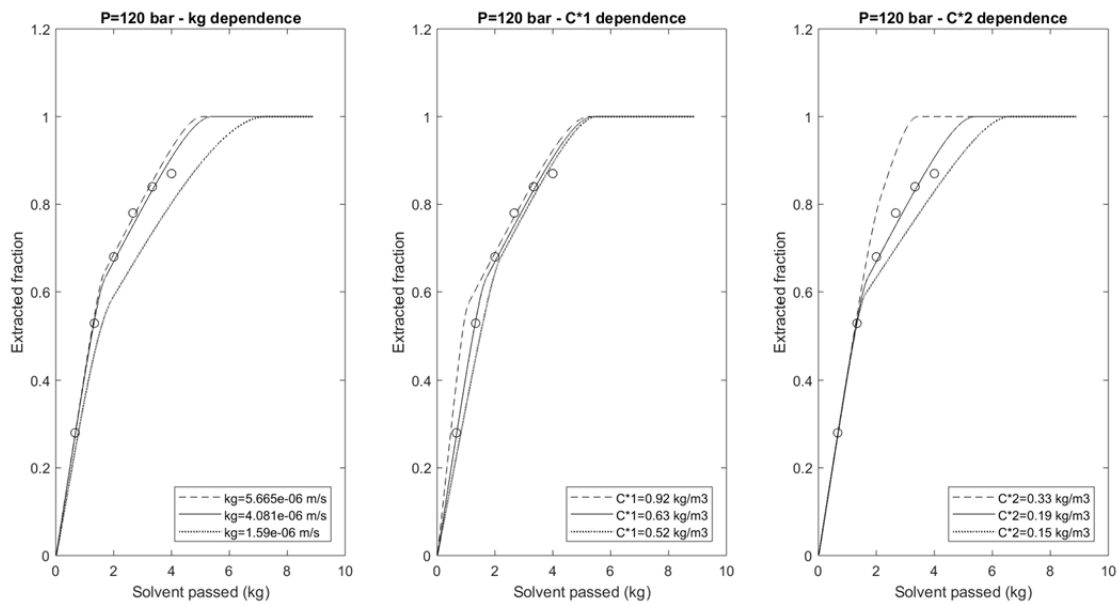 P=120 bar - kg dependence
Extracted fraction
1.2
1
0.8
0.6
0.4
0.2
0
0
2
4
6
8
10
Solvent passed (kg)
kg=5.665e-06 m/s
kg=4.081e-06 m/s
kg=1.59e-06 m/s
P=120 bar - C*1 dependence
Extracted fraction
1.2
1
0.8
0.6
0.4
0.2
0
0
2
4
6
8
10
Solvent passed (kg)
C*1=0.92 kg/m3
C*1=0.63 kg/m3
C*1=0.52 kg/m3
P=120 bar - C*2 dependence
Extracted fraction
1.2
1
0.8
0.6
0.4
0.2
0
0
2
4
6
8
10
Solvent passed (kg)
C*2=0.33 kg/m3
C*2=0.19 kg/m3
C*2=0.15 kg/m3